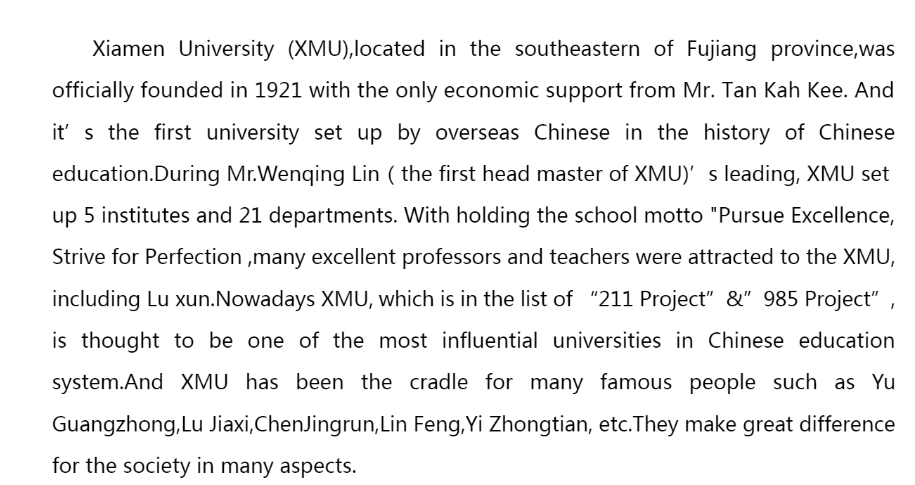 Xiamen University (XMU),located in the southeastern of Fujiang province,was
officially founded in 1921 with the only economic support from Mr. Tan Kah Kee. And
it’ s the first university set up by overseas Chinese in the history of Chinese
education.During Mr.Wenqing Lin ( the first head master of XMU)’ s leading, XMU set
up 5 institutes and 21 departments. With holding the school motto "Pursue Excellence,
Strive for Perfection ,many excellent professors and teachers were attracted to the XMU,
including Lu xun.Nowadays XMU, which is in the list of “211 Project” &” 985 Project” ,
is thought to be one of the most influential universities in Chinese education
system.And XMU has been the cradle for many famous people such as Yu
Guangzhong,Lu Jiaxi,ChenJingrun,Lin Feng,Yi Zhongtian, etc.They make great difference
for the society in many aspects.